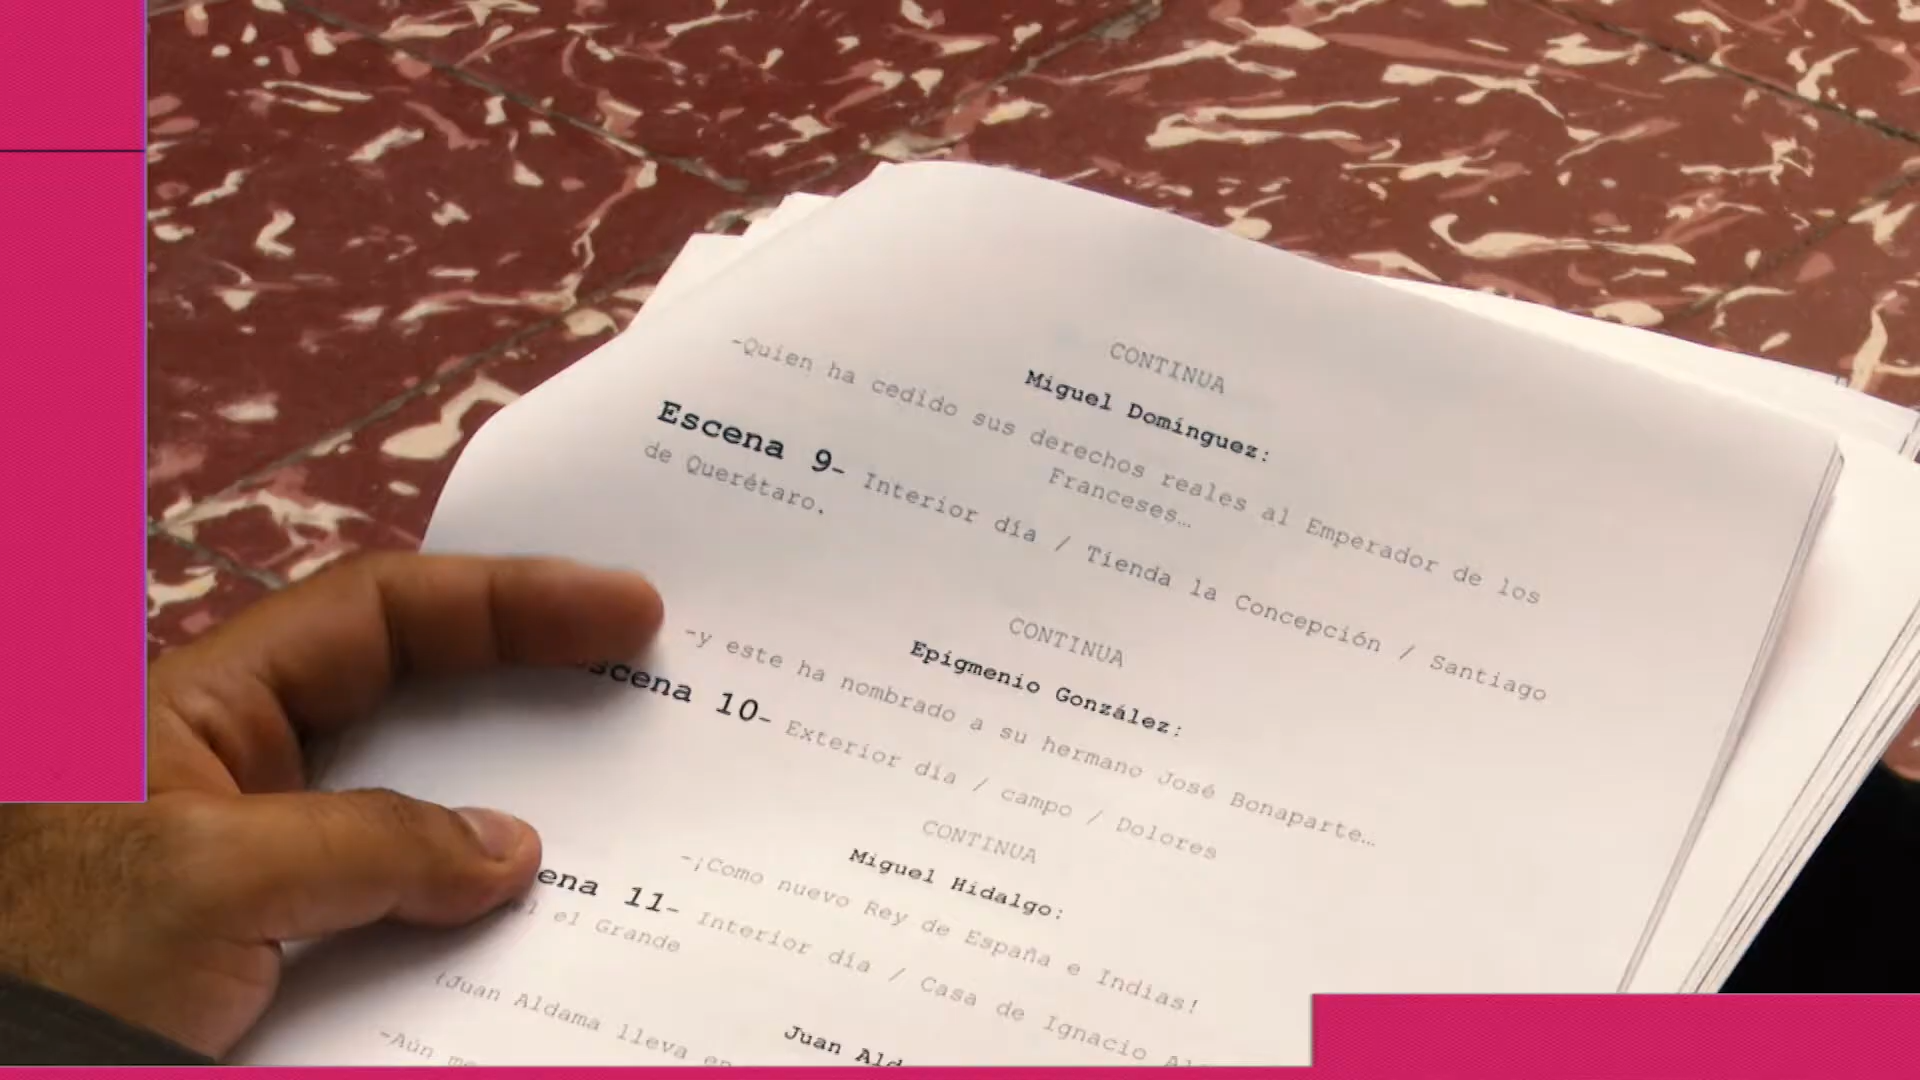 CONTINUA
Miguel Domínguez:
-Quien ha cedido sus derechos reales al Emperador de los
Franceses…
Escena 9- Interior día / Tienda la Concepción / Santiago
de Querétaro.
CONTINUA
Epigmenio González:
-y este ha nombrado a su hermano José Bonaparte…
scena 10- Exterior día / campo / Dolores
CONTINUA
Miguel Hidalgo:
-¡Como nuevo Rey de España e Indias!
ena 11- Interior día / Casa de Ignacio
el Grande
Juan Ald
(Juan Aldama lleva en
-Aún me